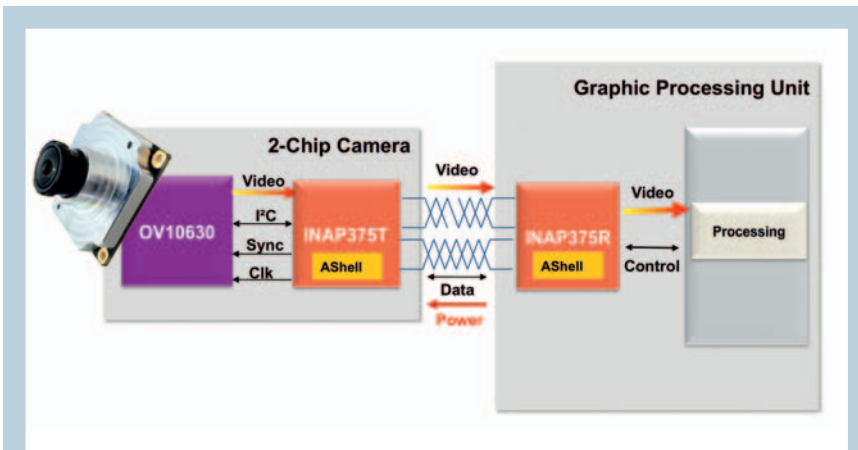 Graphic Processing Unit
2-Chip Camera
Video
Video
I²C
Video
OV10630
INAP375T
INAP375R
Processing
Sync
AShell
AShell
Control
Clk
Data
Power